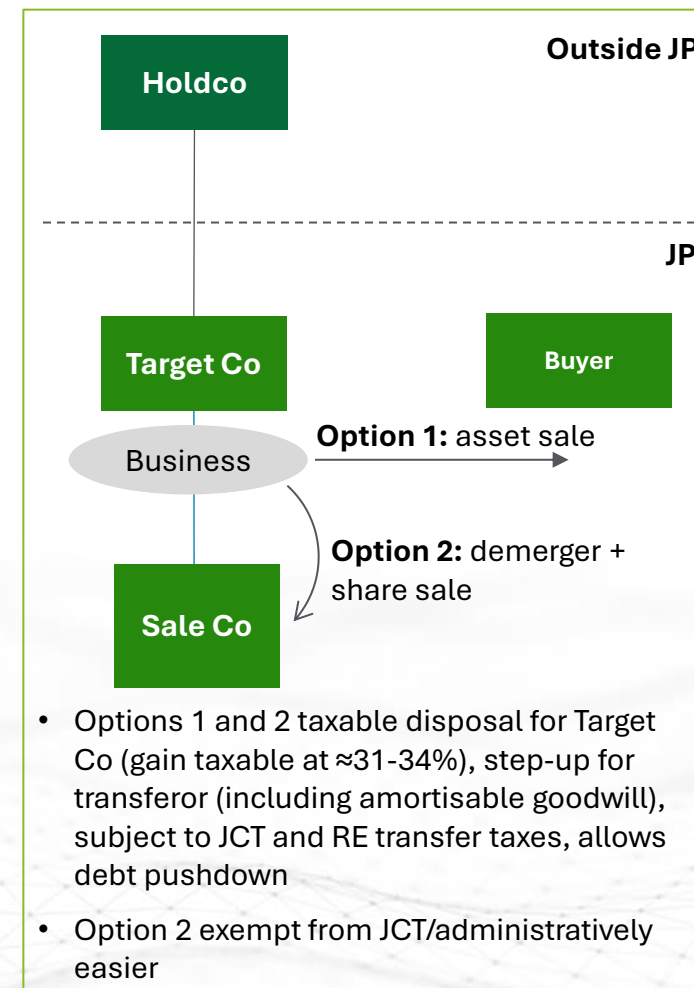 Outside JP
Holdco
JP
Target Co
Buyer
Option 1: asset sale
Business
Option 2: demerger +
share sale
Sale Co
• Options 1 and 2 taxable disposal for Target
Co (gain taxable at ≈31-34%), step-up for
transferor (including amortisable goodwill),
subject to JCT and RE transfer taxes, allows
debt pushdown
• Option 2 exempt from JCT/administratively
easier